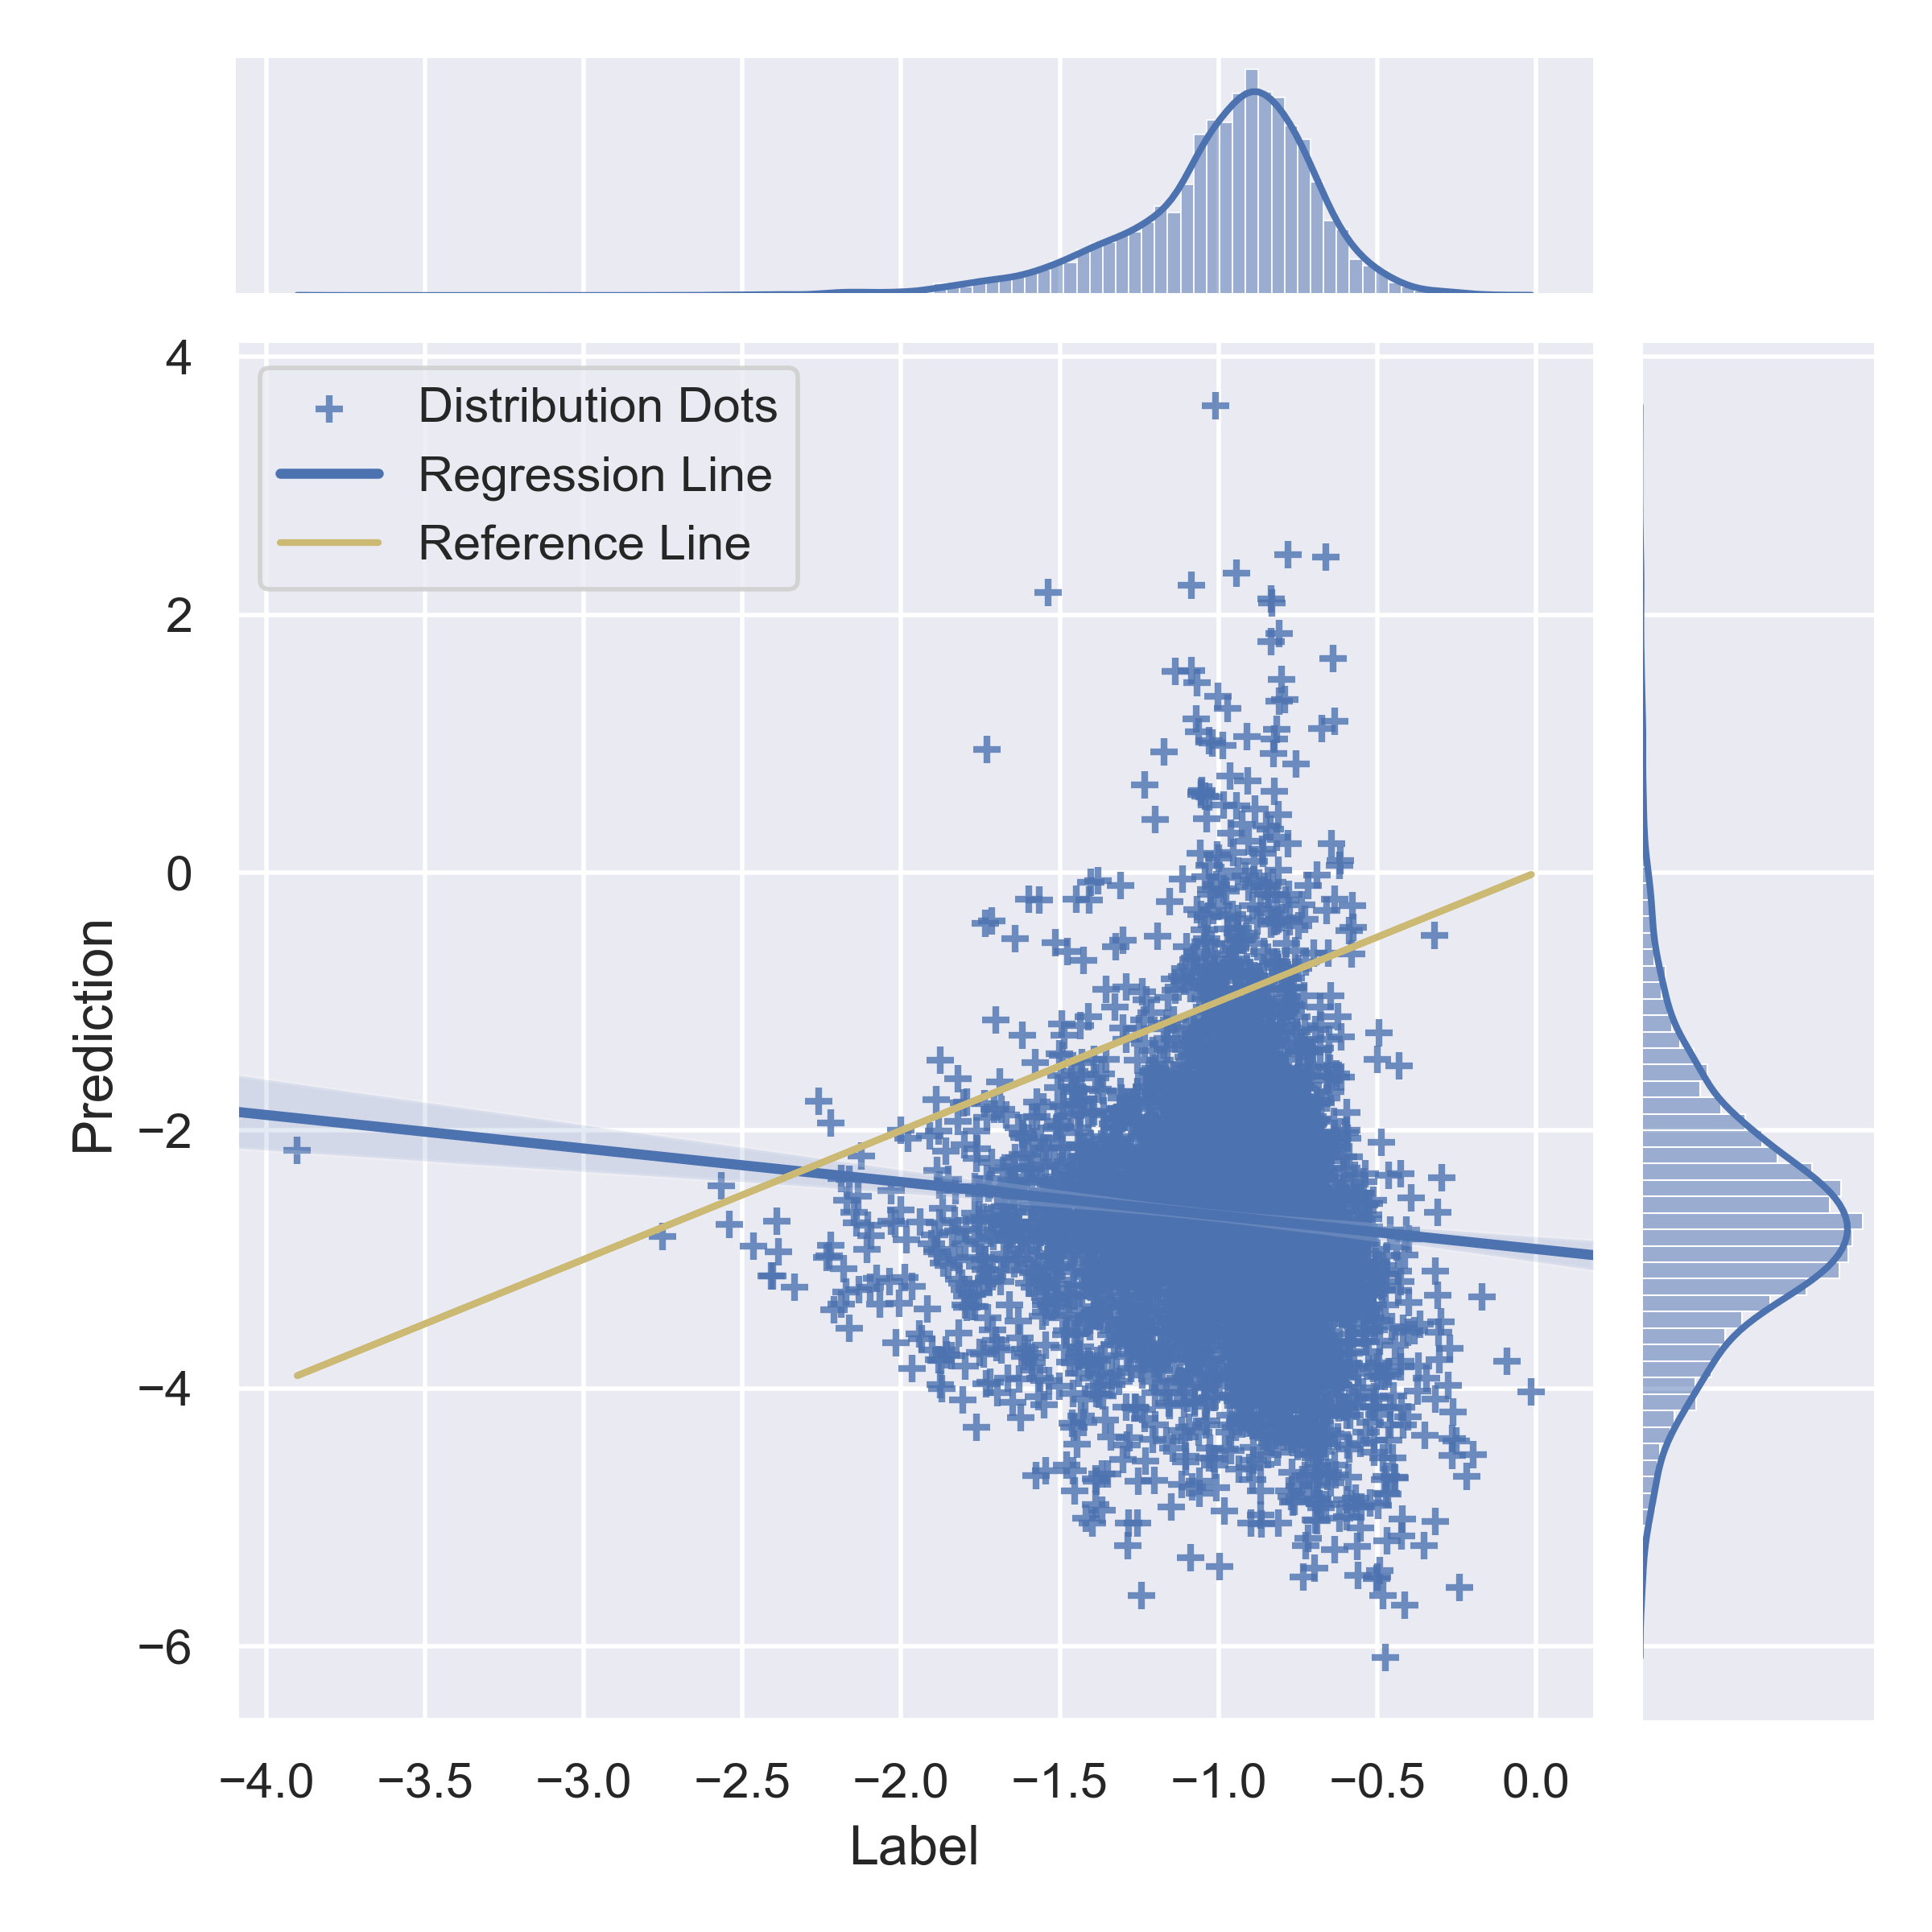 4
2
0
−2
−4
−6
Prediction
Distribution Dots
Regression Line
Reference Line
−4.0 −3.5 −3.0 −2.5 −2.0 −1.5 −1.0 −0.5 0.0
Label